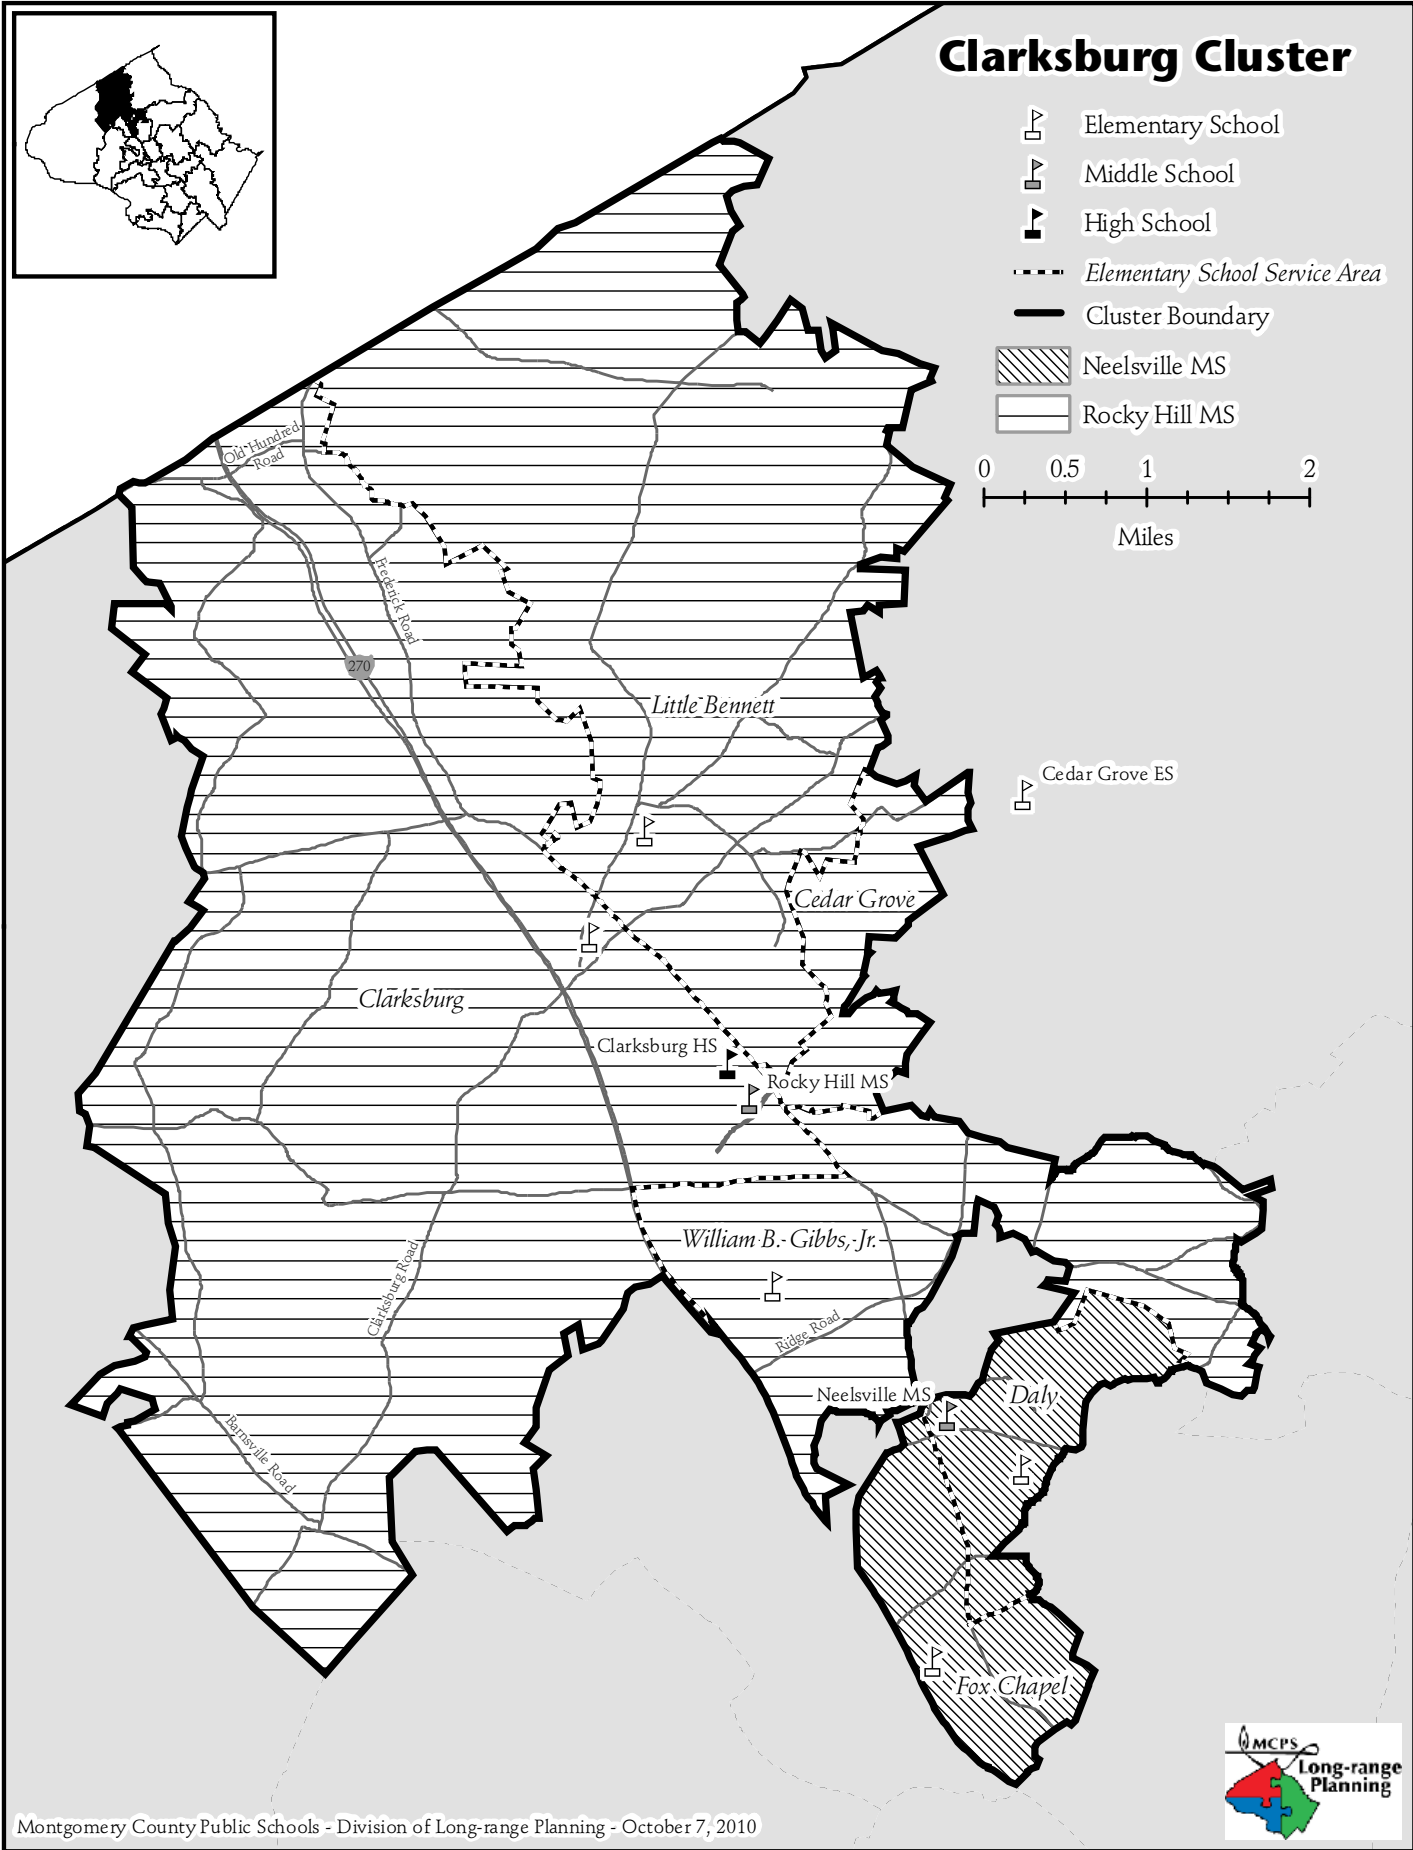 Clarksburg Cluster
Elementary School
Middle School
High School
Elementary School Service Area
Cluster Boundary
Neelsville MS
Rocky Hill MS
0 0.5 1 2
Miles
Old Hundred
Road
Frederick Road
270
Little Bennett
Cedar Grove ES
Cedar Grove
Clarksburg
Clarksburg HS
Rocky Hill MS
William B. Gibbs, Jr.
Clarksburg Road
Ridge Road
Neelsville MS
Daly
Barnsville Road
Fox Chapel
MCPS
Long-range
Planning
Montgomery County Public Schools - Division of Long-range Planning - October 7, 2010